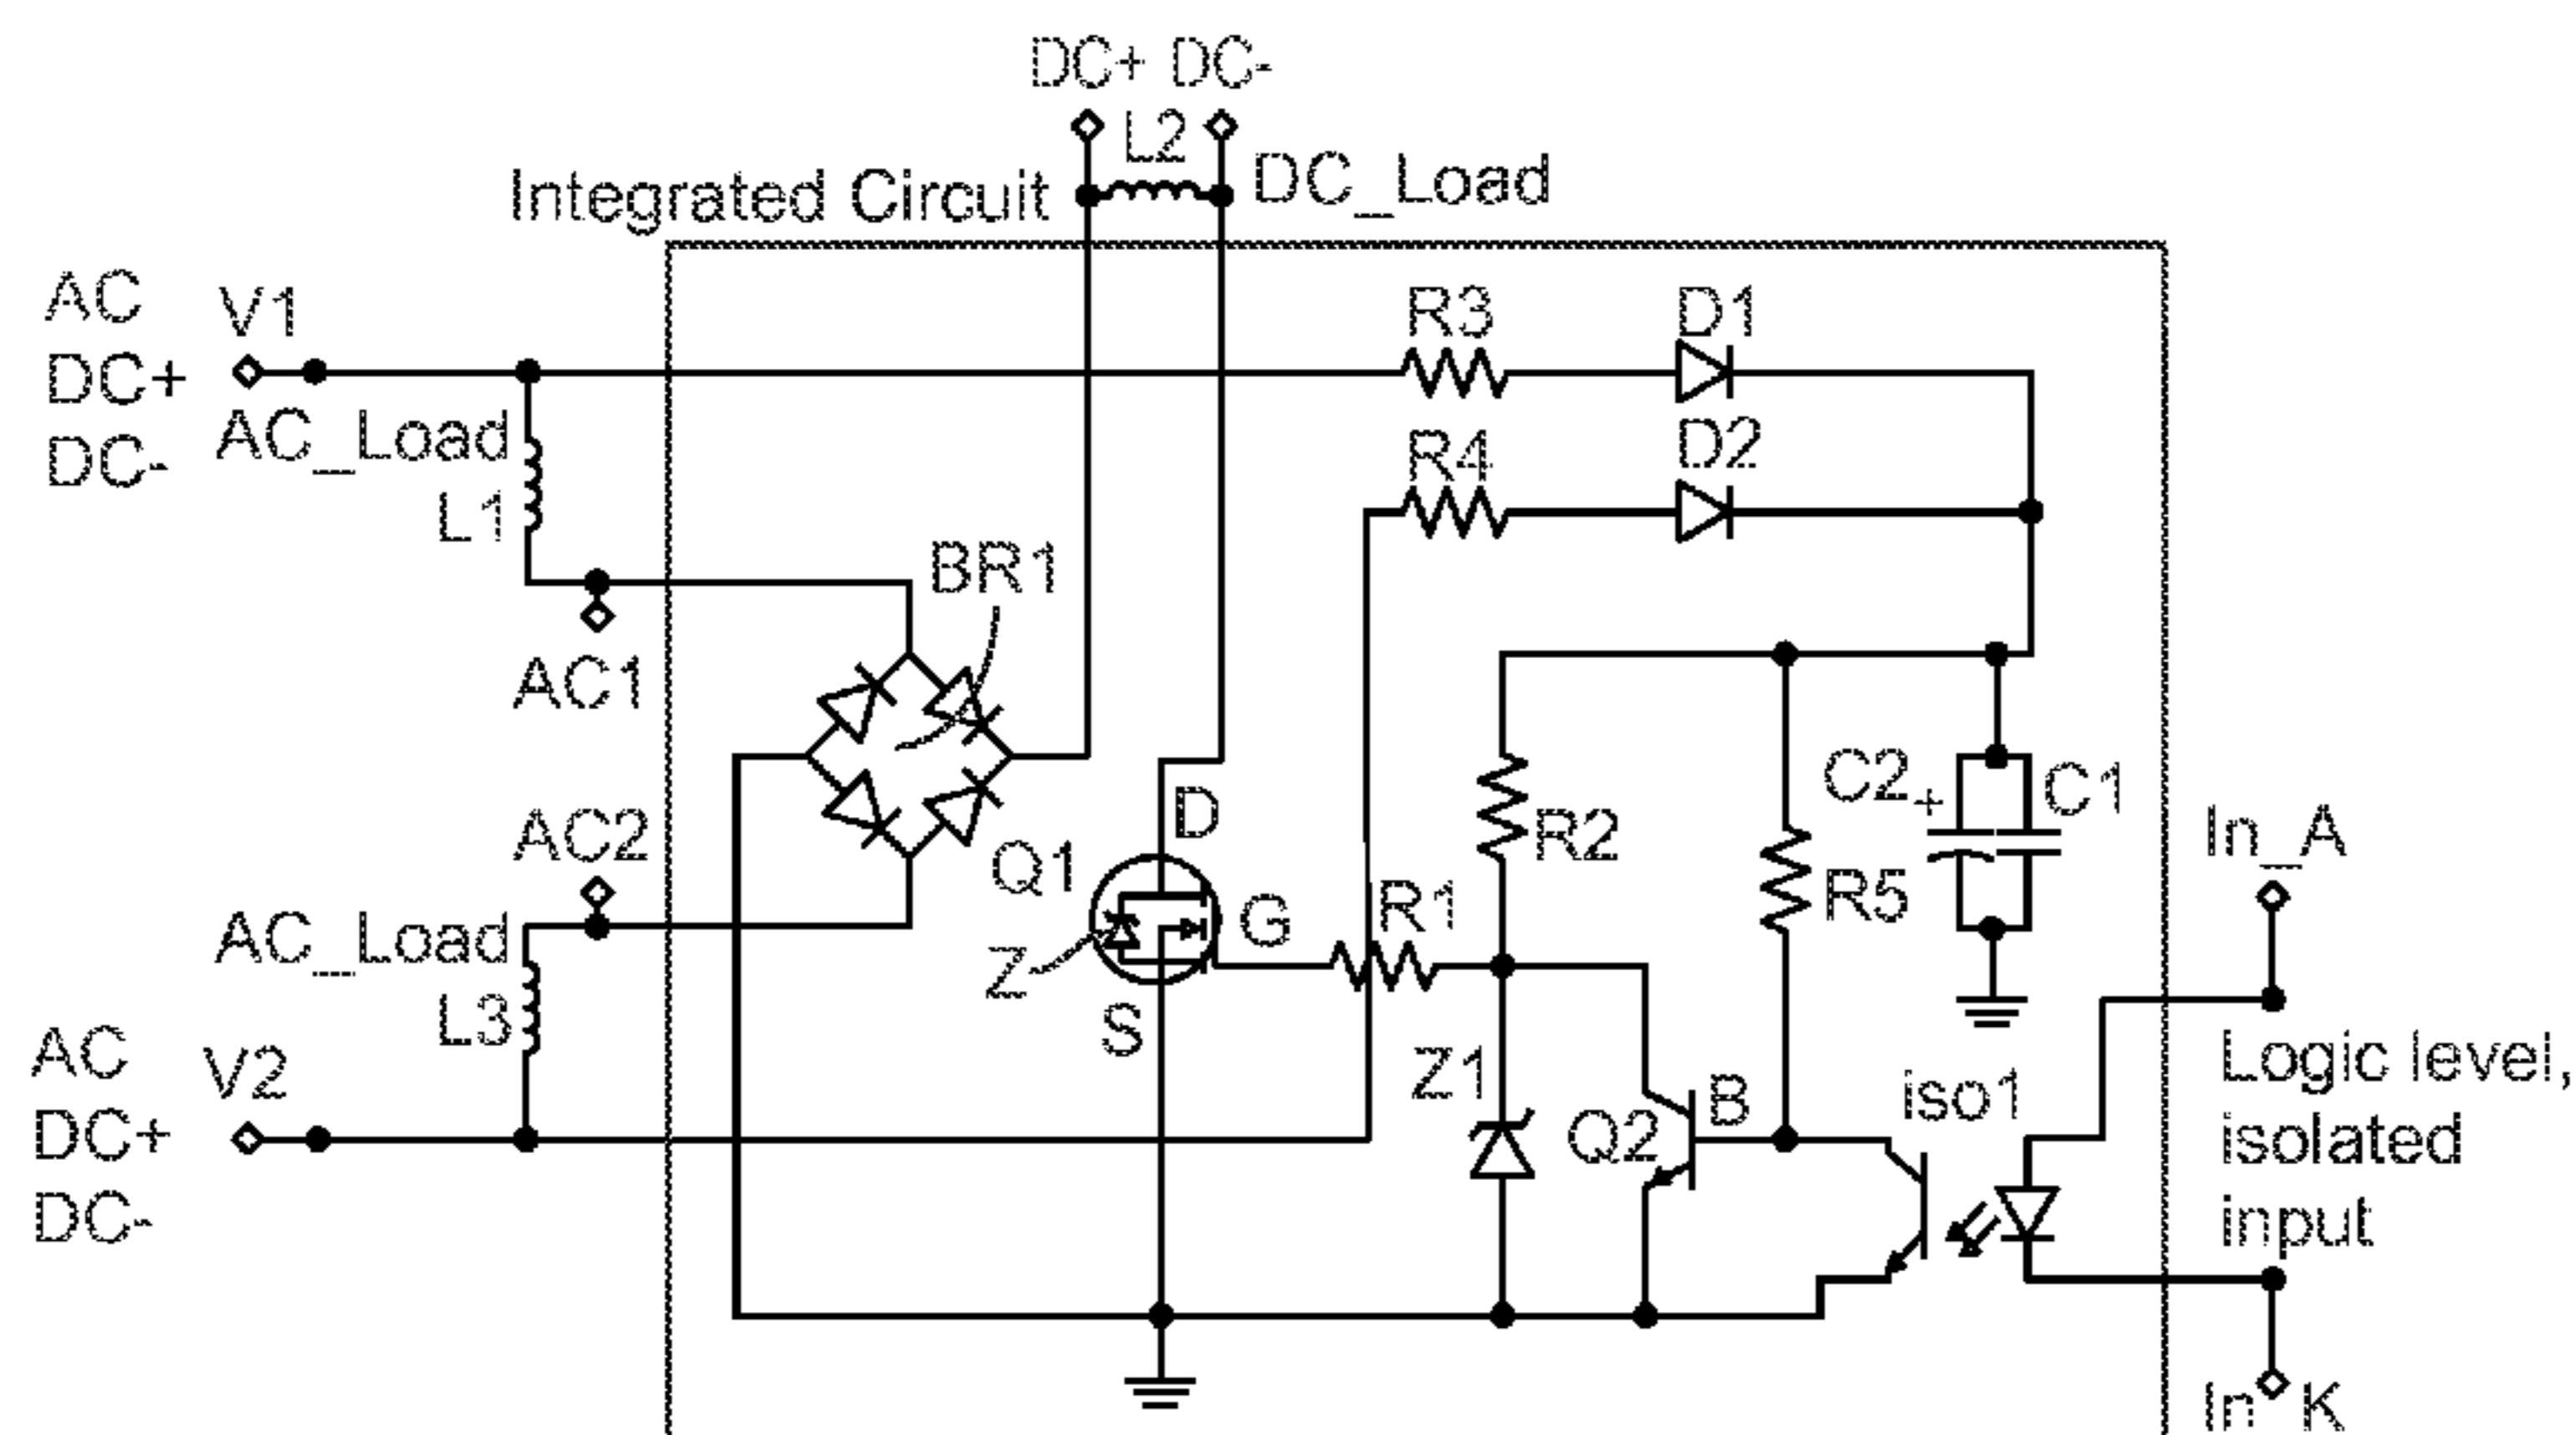 DC+ DC-
L2
Integrated Circuit
DC_Load
AC
DC+
DC-
V1
AC_Load
L1
R3
D1
R4
D2
AC1
BR1
AC2
AC_Load
L3
AC
DC+
DC-
V2
Q1
D
G
Z
S
R1
R2
R5
C2
+
C1
Z1
Q2
B
iso1
In_A
Logic level,
isolated
input
In K